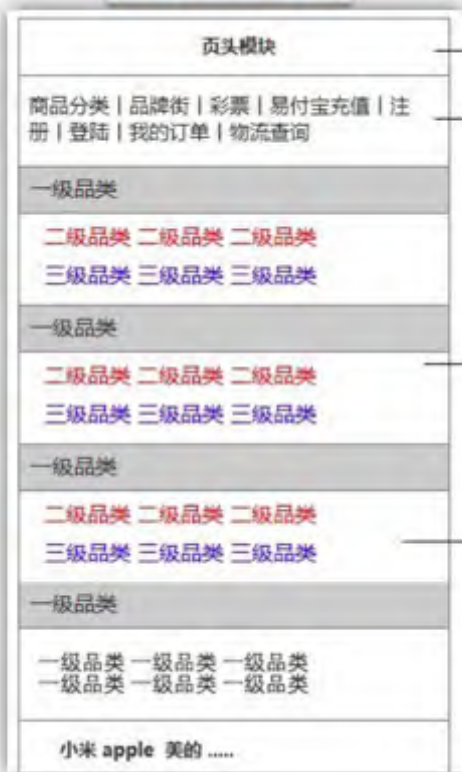 页头模块
商品分类丨品牌街丨彩票丨易付宝充值丨注
册丨登陆丨我的订单丨物流查询
一级品类
二级品类 二级品类 二级品类
三级品类 三级品类 三级品类
一级品类
二级品类 二级品类 二级品类
三级品类 三级品类 三级品类
一级品类
二级品类 二级品类 二级品类
三级品类 三级品类 三级品类
一级品类
一级品类 一级品类 一级品类
一级品类 一级品类 一级品类
小米 apple 美的 .....